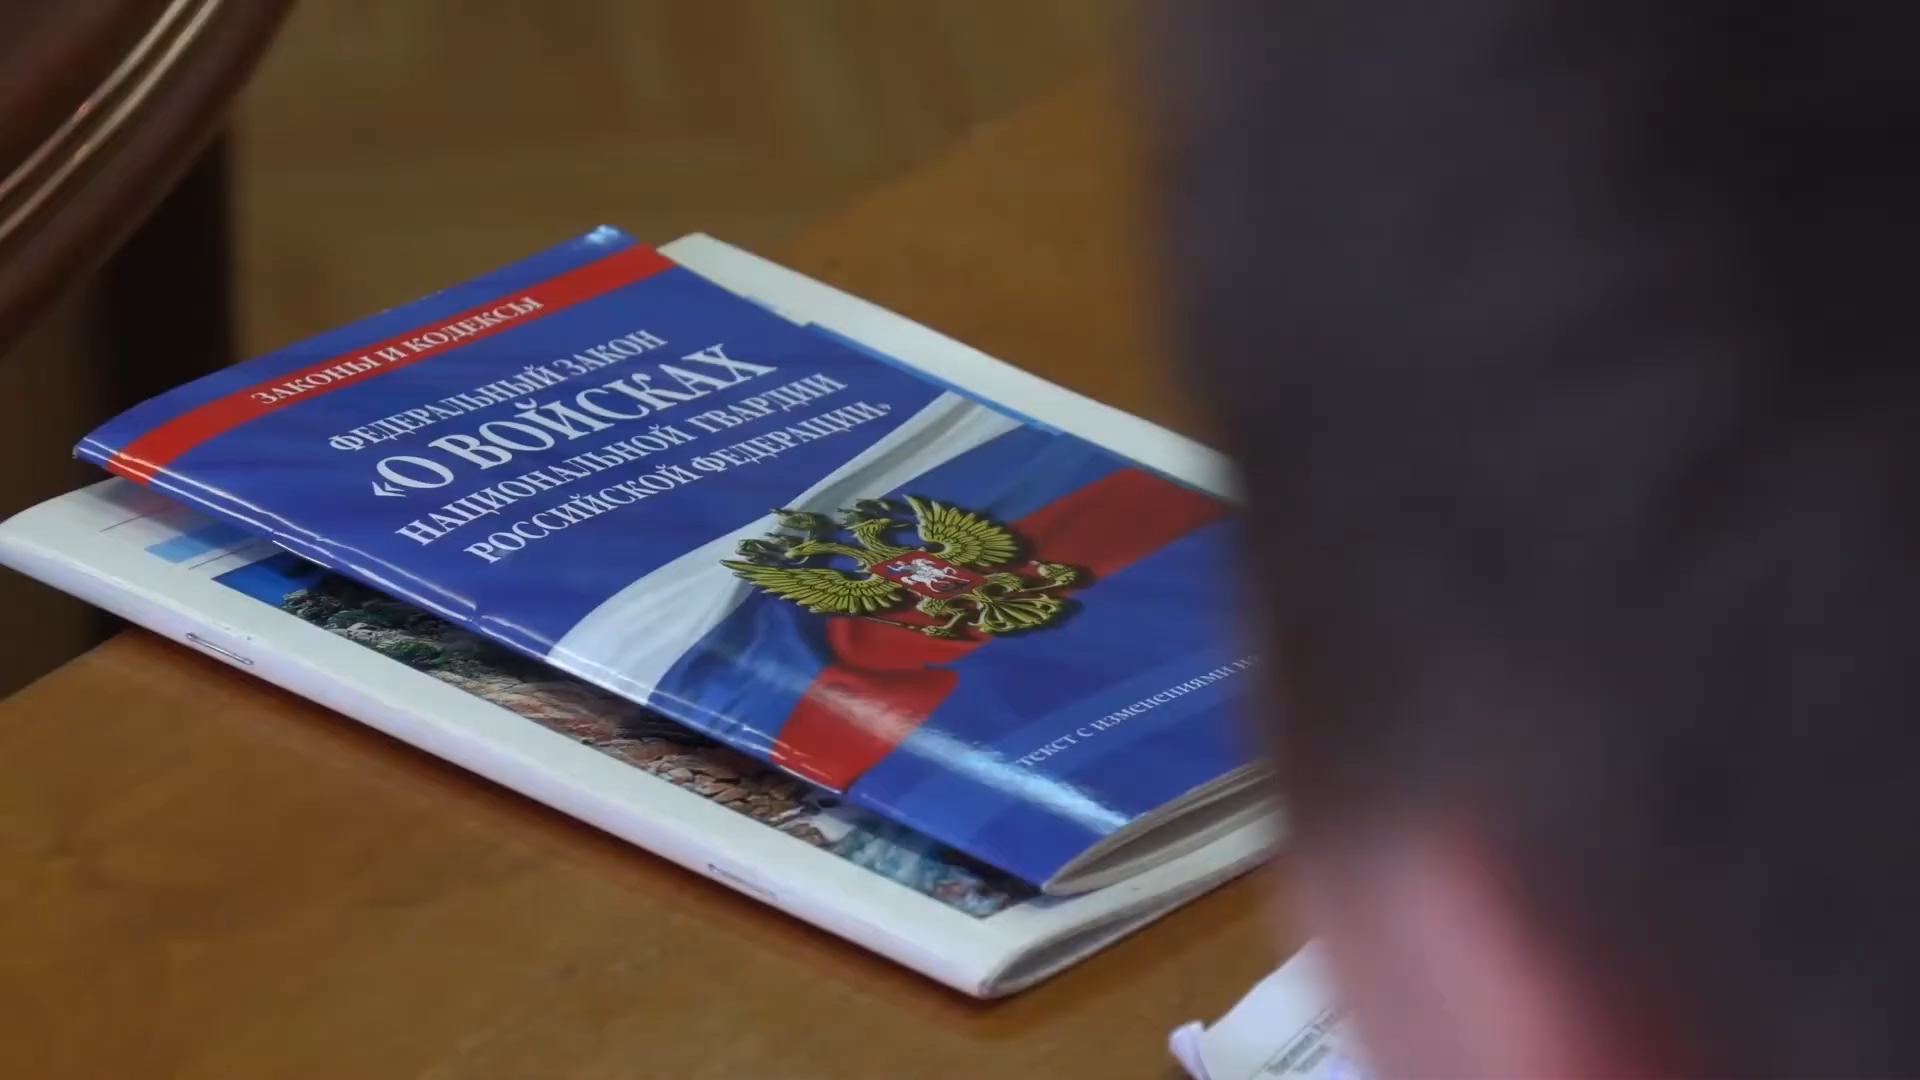 ЗАКОНЫ И КОДЕКСЫ
ФЕДЕРАЛЬНЫЙ ЗАКОН
«О ВОЙСКАХ
НАЦИОНАЛЬНОЙ ГВАРДИИ
РОССИЙСКОЙ ФЕДЕРАЦИИ»
текст с изменениями